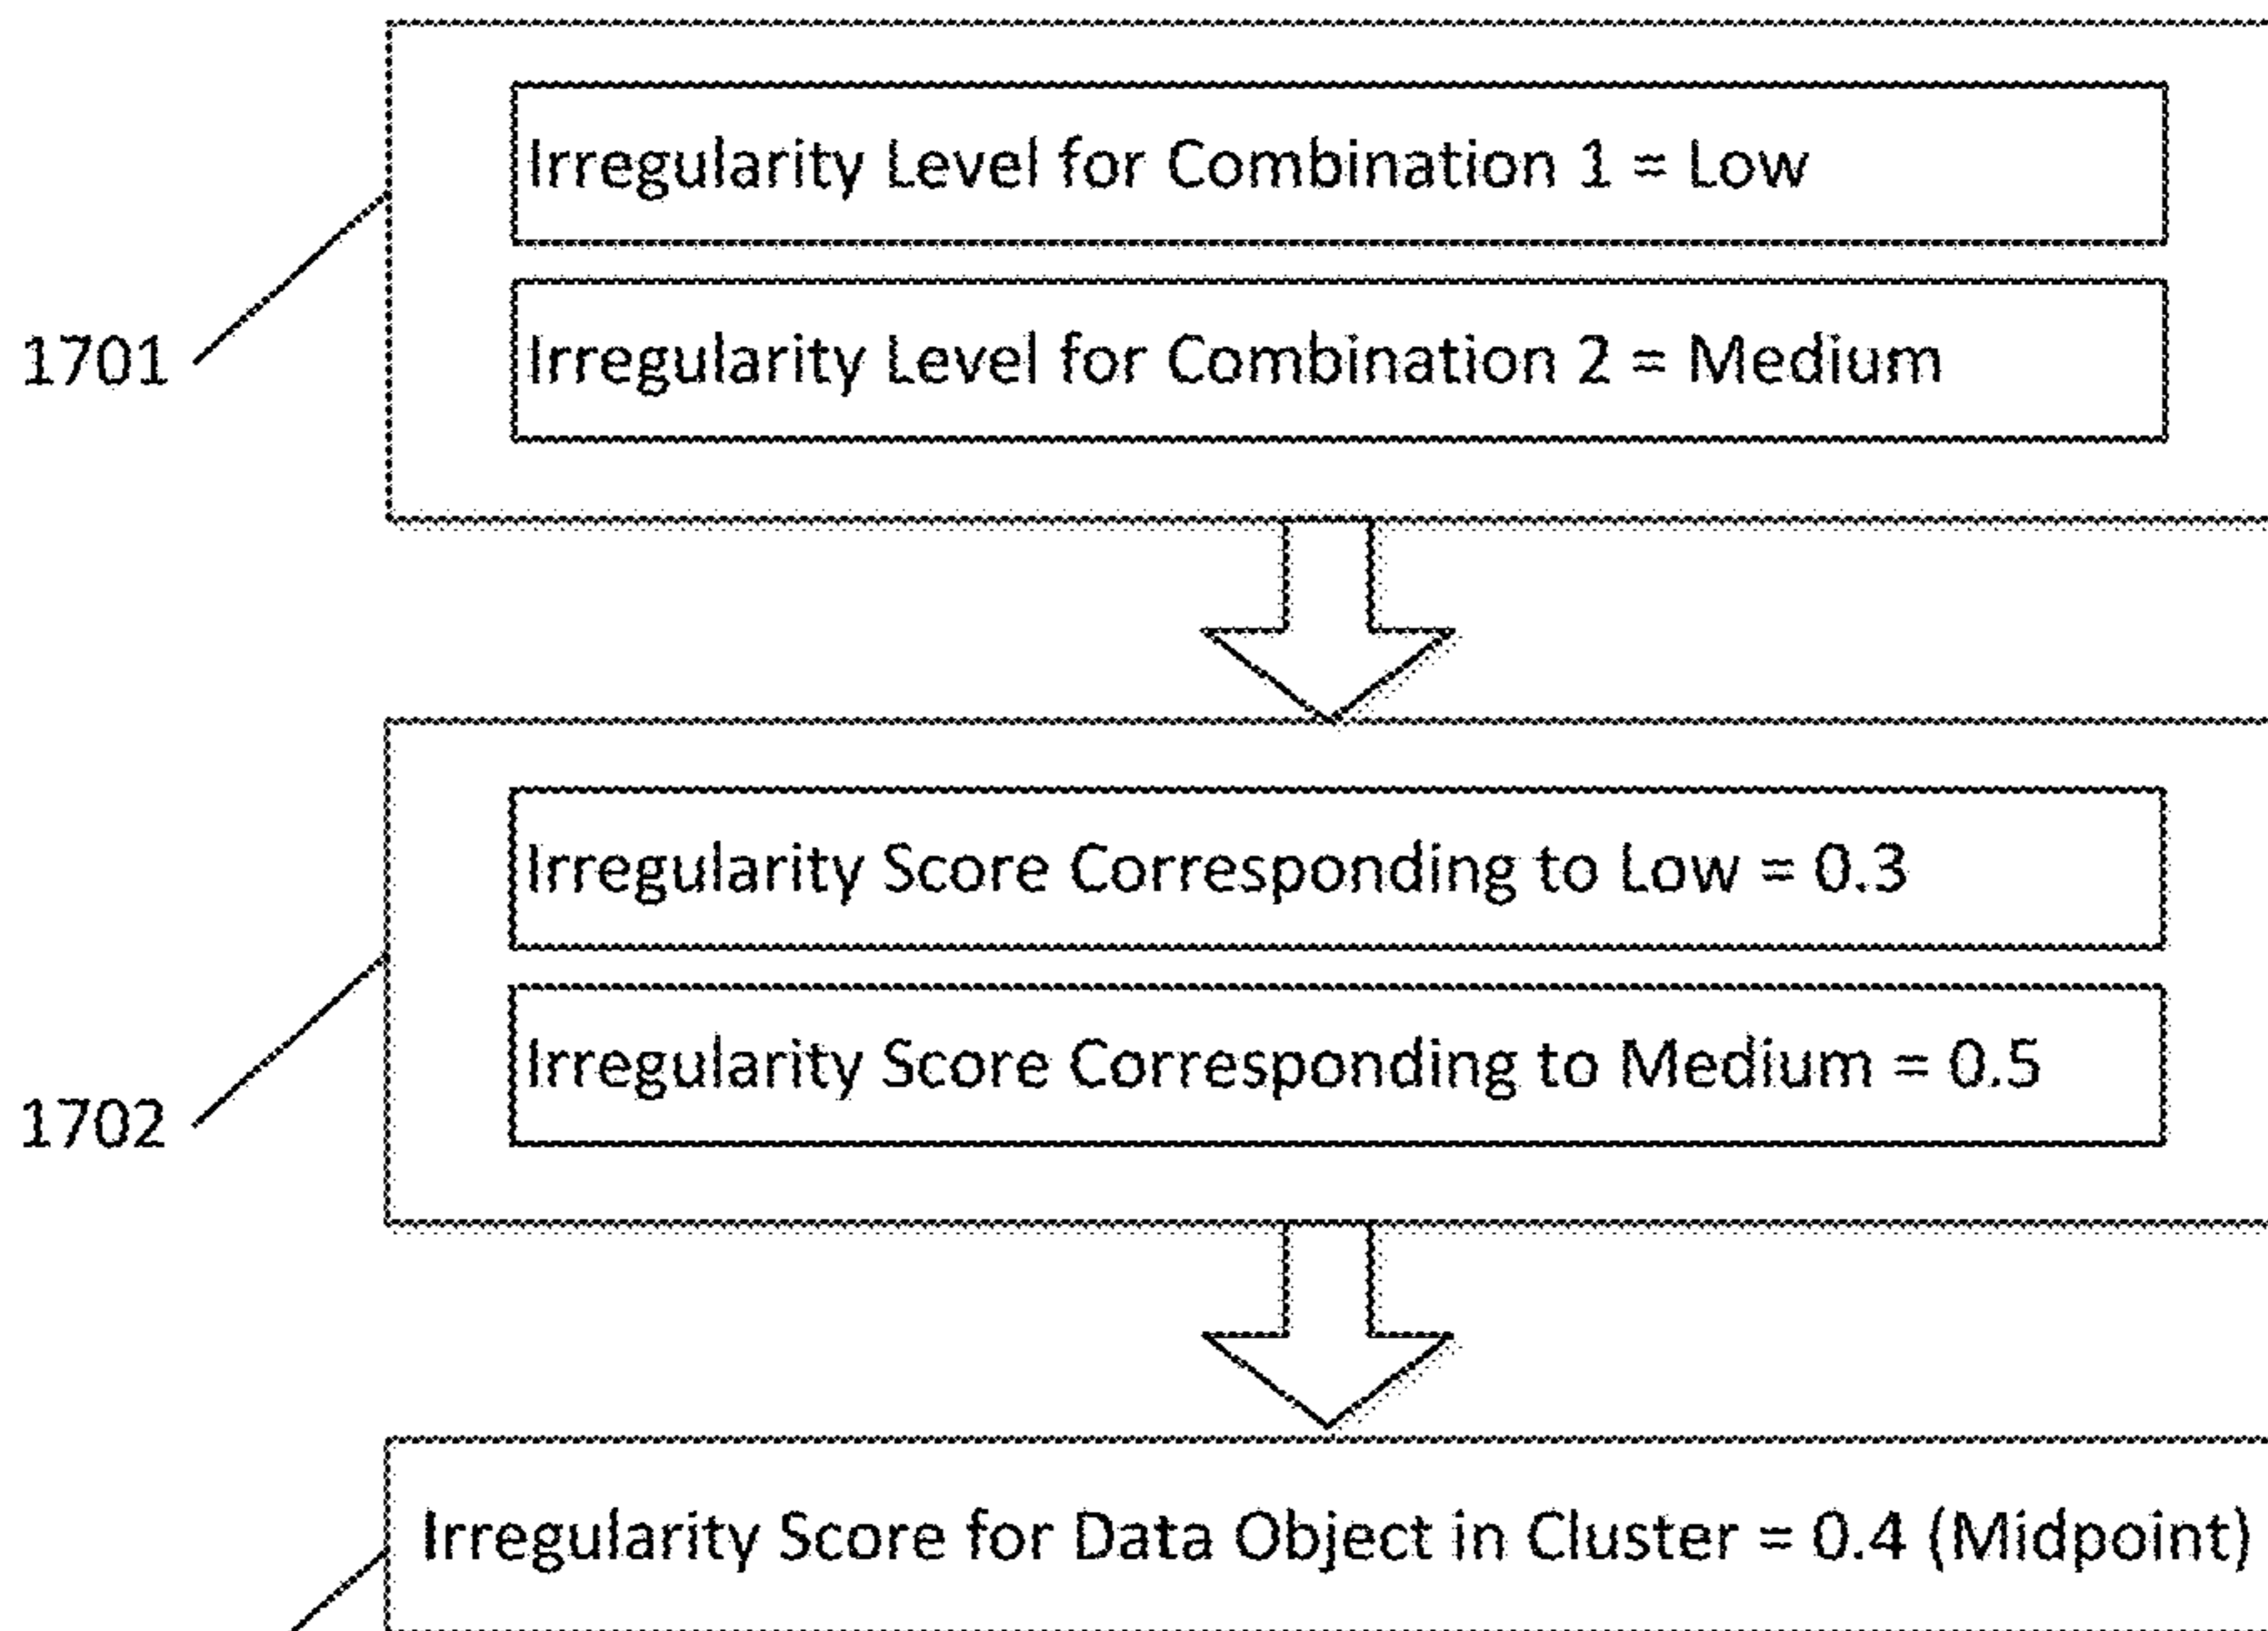 Irregularity Level for Combination 1 = Low
1701
Irregularity Level for Combination 2 = Medium
Irregularity Score Corresponding to Low = 0.3
Irregularity Score Corresponding to Medium = 0.5
1702
Irregularity Score for Data Object in Cluster = 0.4 (Midpoint)